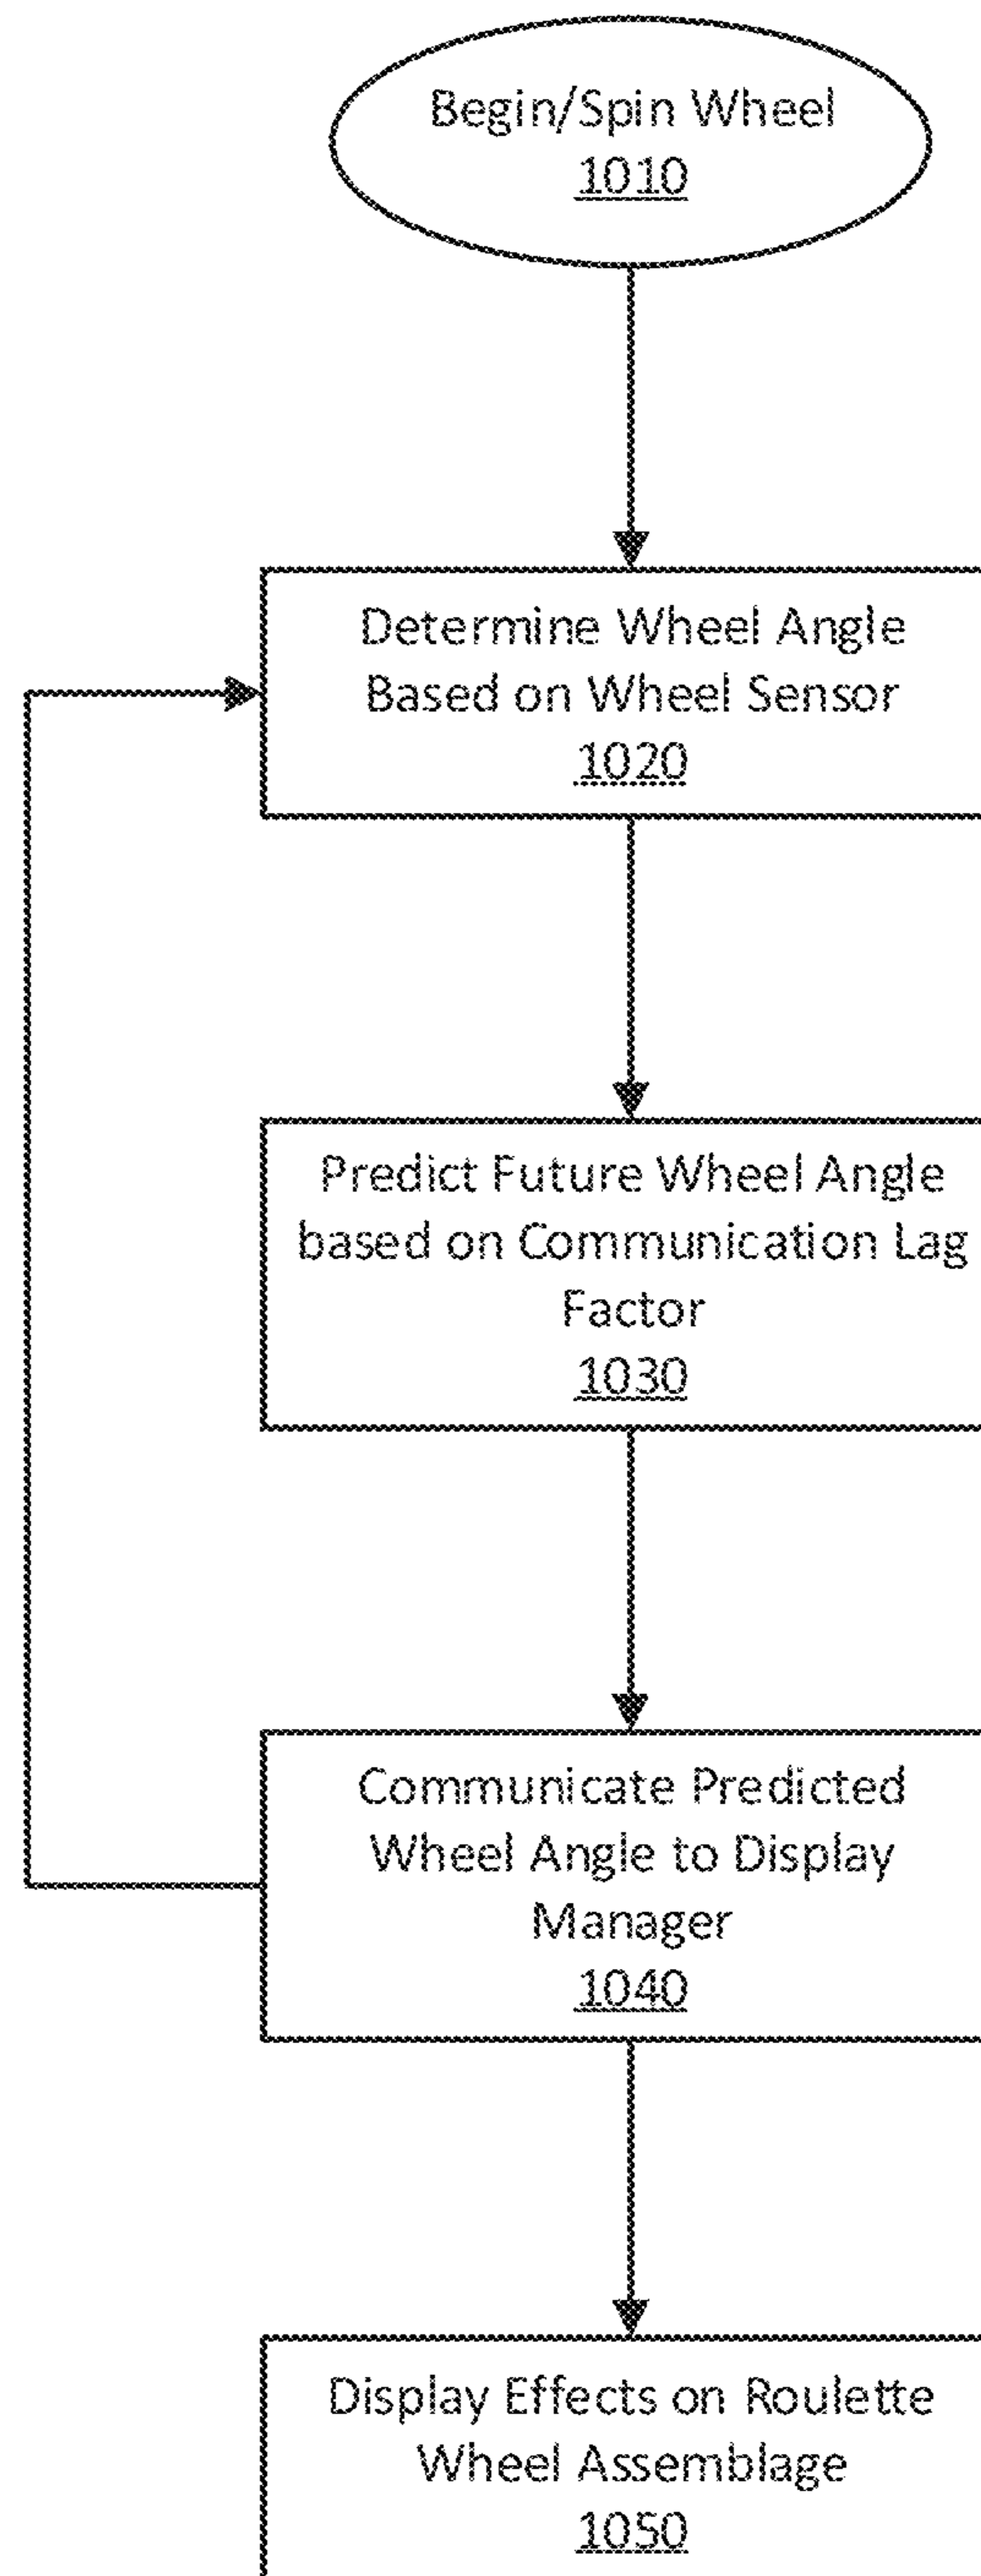 Begin/Spin Wheel
1010
Determine Wheel Angle
Based on Wheel Sensor
1020
Predict Future Wheel Angle
based on Communication Lag
Factor
1030
Communicate Predicted
Wheel Angle to Display
Manager
1040
Display Effects on Roulette
Wheel Assemblage
1050